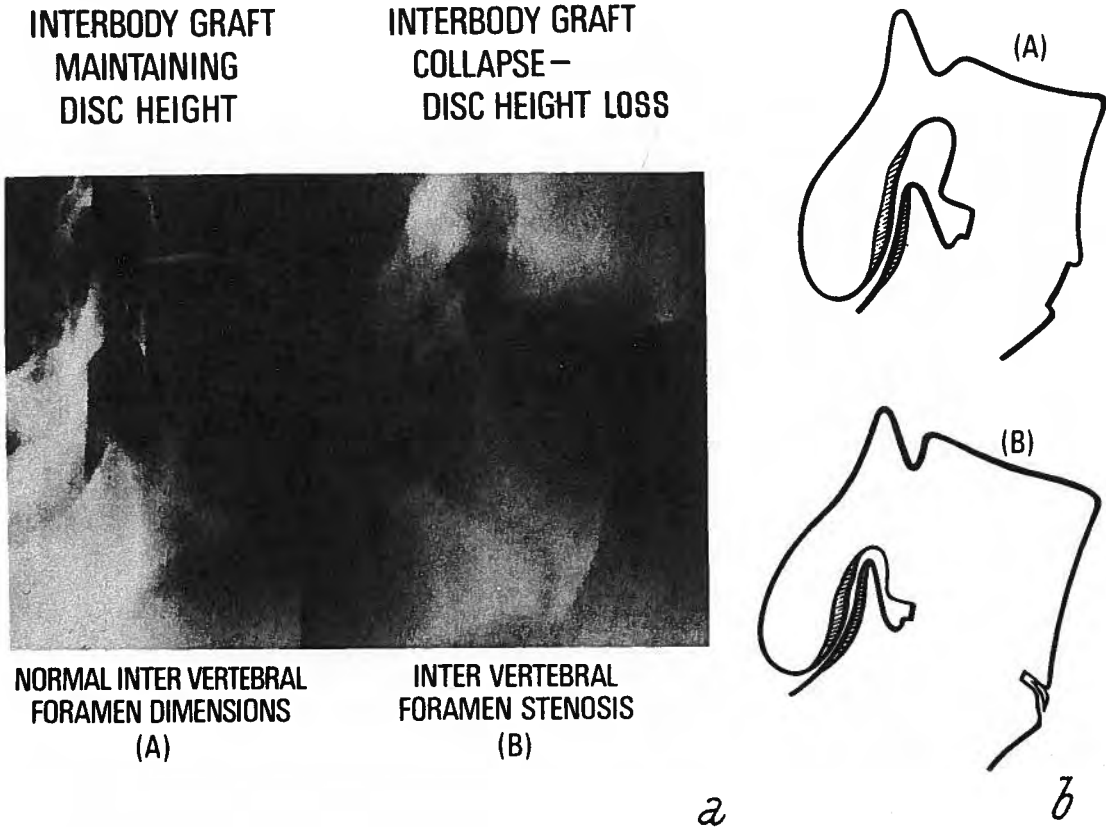 INTERBODY GRAFT
MAINTAINING
DISC HEIGHT
INTERBODY GRAFT
COLLAPSE –
DISC HEIGHT LOSS
(A)
(B)
NORMAL INTER VERTEBRAL
FORAMEN DIMENSIONS
(A)
INTER VERTEBRAL
FORAMEN STENOSIS
(B)
a
b